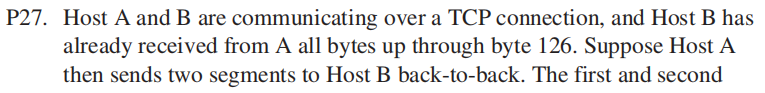 P27. Host A and B are communicating over a TCP connection, and Host B has
already received from A all bytes up through byte 126. Suppose Host A
then sends two segments to Host B back-to-back. The first and second